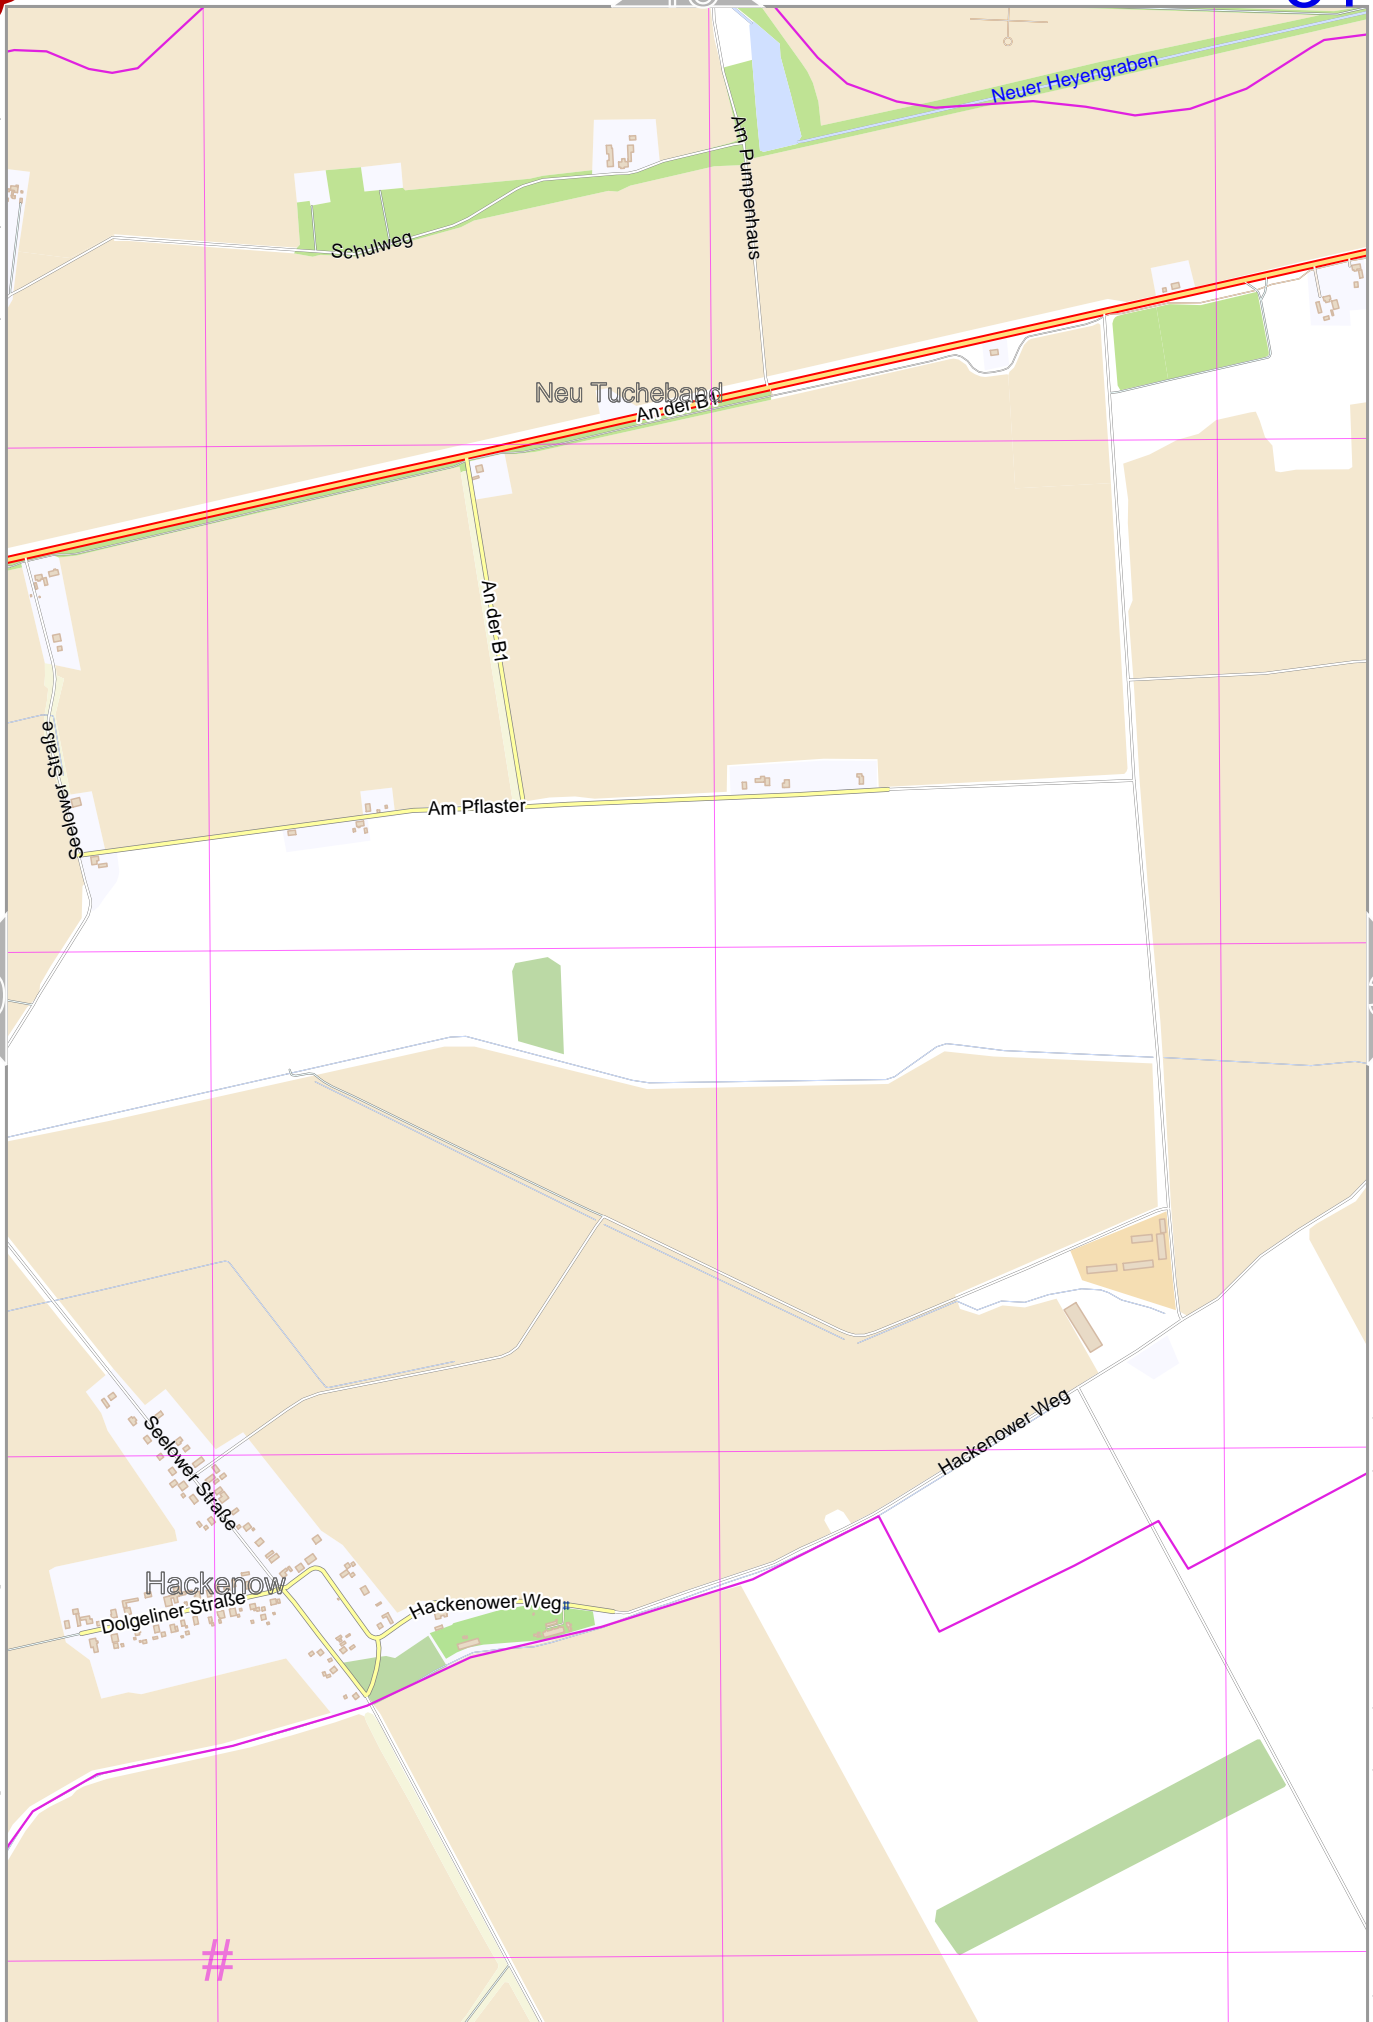 Neuer Heyengraben
Am Pumpenhaus
Schulweg
Neu Tucheband
An der B1
An der B1
Seelower Straße
Am Pflaster
Hackenower Weg
Seelower Straße
Hackenow
Dolgeliner Straße
Hackenower Weg
#